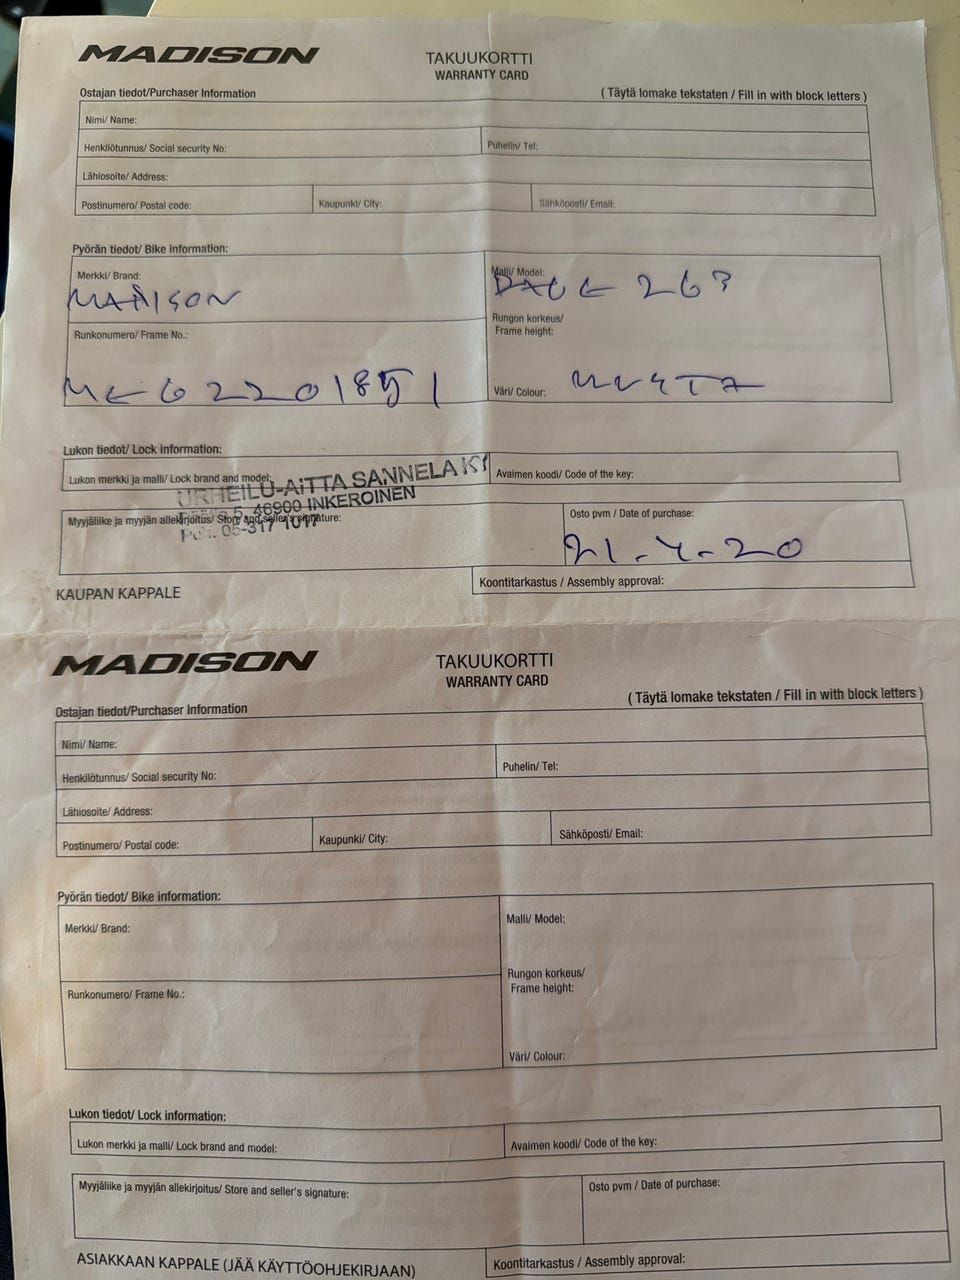 MADISON
TAKUUKORTTI
WARRANTY CARD
Ostajan tiedot/Purchaser Information
( Täytä lomake tekstaten / Fill in with block letters )
Nimi/ Name:
Henkilötunnus/ Social security No:
Puhelin/ Tel:
Lähiosoite/ Address:
Postinumero/ Postal code:
Kaupunki/ City:
Sähköposti/ Email:
Pyörän tiedot/ Bike information:
Merkki/ Brand:
MADISON
Malli/ Model:
263
Runkonumero/ Frame No.:
Rungon korkeus/
Frame height:
Väri/ Colour: MUSTA
Lukon tiedot/ Lock information:
Lukon merkki ja malli/ Lock brand and model:
Avaimen koodi/ Code of the key:
URHEILU-AITTA SANNELA KY
5, 46900 INKEROINEN
Puh. 05-317 1017
Myyjäliike ja myyjän allekirjoitus/ Store and seller's signature:
Osto pvm / Date of purchase:
21.4.20
Koontitarkastus / Assembly approval:
KAUPAN KAPPALE
MADISON
TAKUUKORTTI
WARRANTY CARD
Ostajan tiedot/Purchaser Information
( Täytä lomake tekstaten / Fill in with block letters )
Nimi/ Name:
Henkilötunnus/ Social security No:
Puhelin/ Tel:
Lähiosoite/ Address:
Postinumero/ Postal code:
Kaupunki/ City:
Sähköposti/ Email:
Pyörän tiedot/ Bike information:
Merkki/ Brand:
Malli/ Model:
Runkonumero/ Frame No.:
Rungon korkeus/
Frame height:
Väri/ Colour:
Lukon tiedot/ Lock information:
Lukon merkki ja malli/ Lock brand and model:
Avaimen koodi/ Code of the key:
Myyjäliike ja myyjän allekirjoitus/ Store and seller's signature:
Osto pvm / Date of purchase:
ASIAKKAAN KAPPALE (JÄÄ KÄYTTÖOHJEKIRJAAN)
Koontitarkastus / Assembly approval: